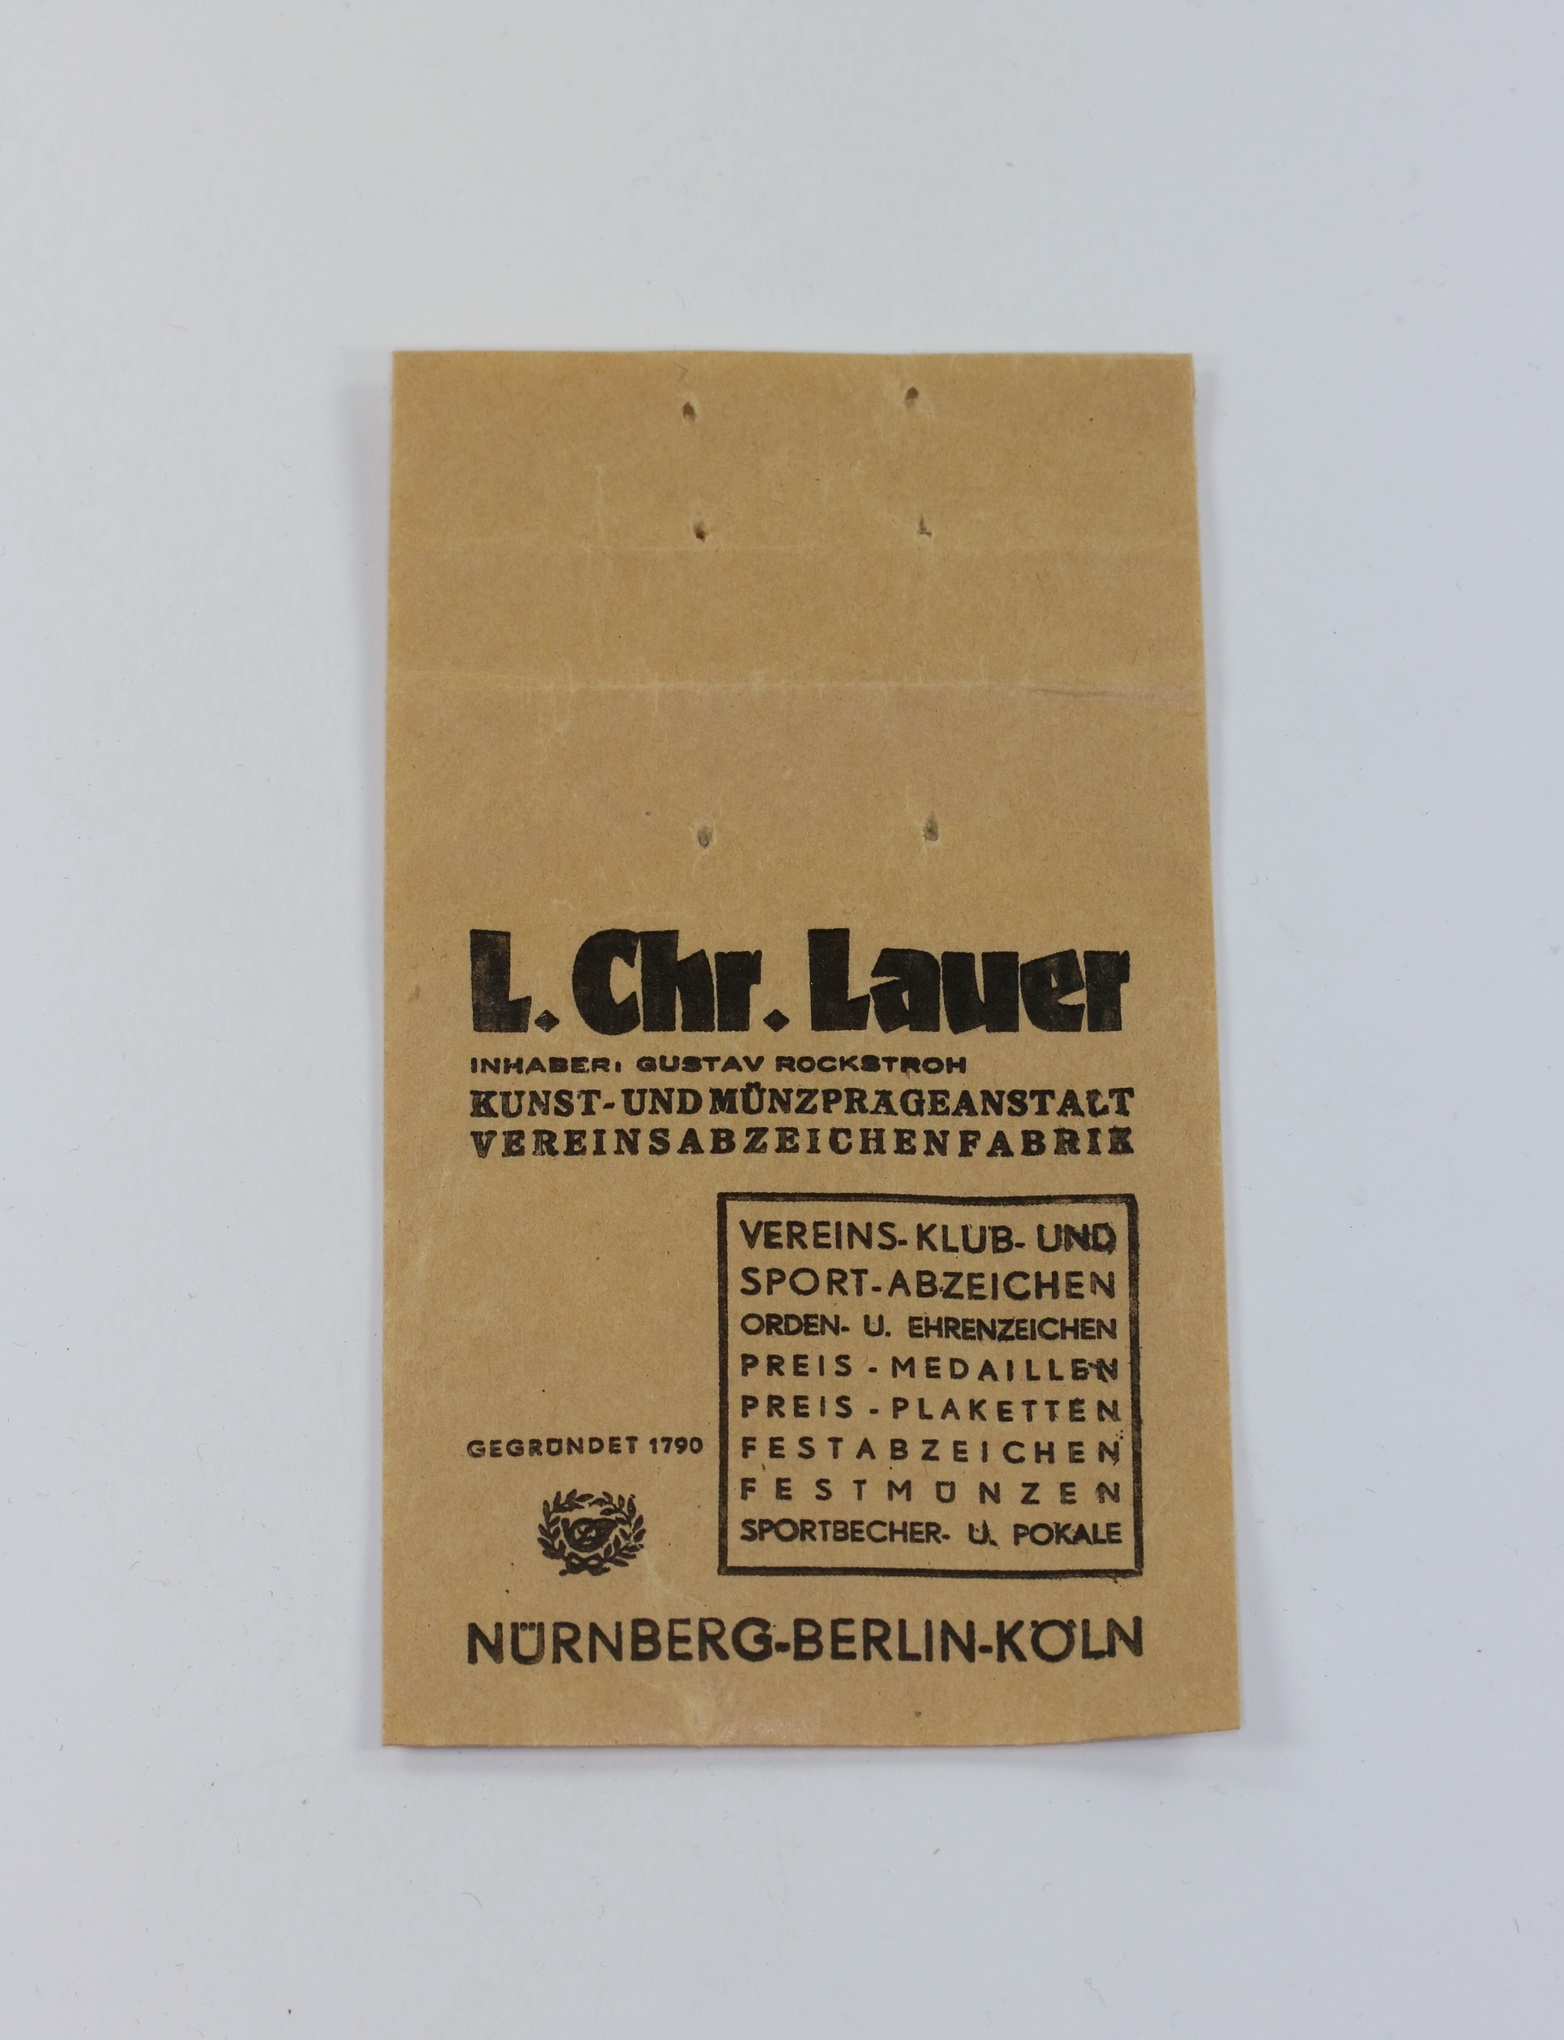 L. Chr. Lauer
INHABER: GUSTAV ROCKSTROH
KUNST- UND MÜNZPRÄGEANSTALT
VEREINSABZEICHENFABRIK
VEREINS- KLUB- UND
SPORT-ABZEICHEN
ORDEN- U. EHRENZEICHEN
PREIS - MEDAILLEN
PREIS - PLAKETTEN
FESTABZEICHEN
FESTMÜNZEN
SPORTBECHER- U. POKALE
GEGRÜNDET 1790
NÜRNBERG-BERLIN-KÖLN